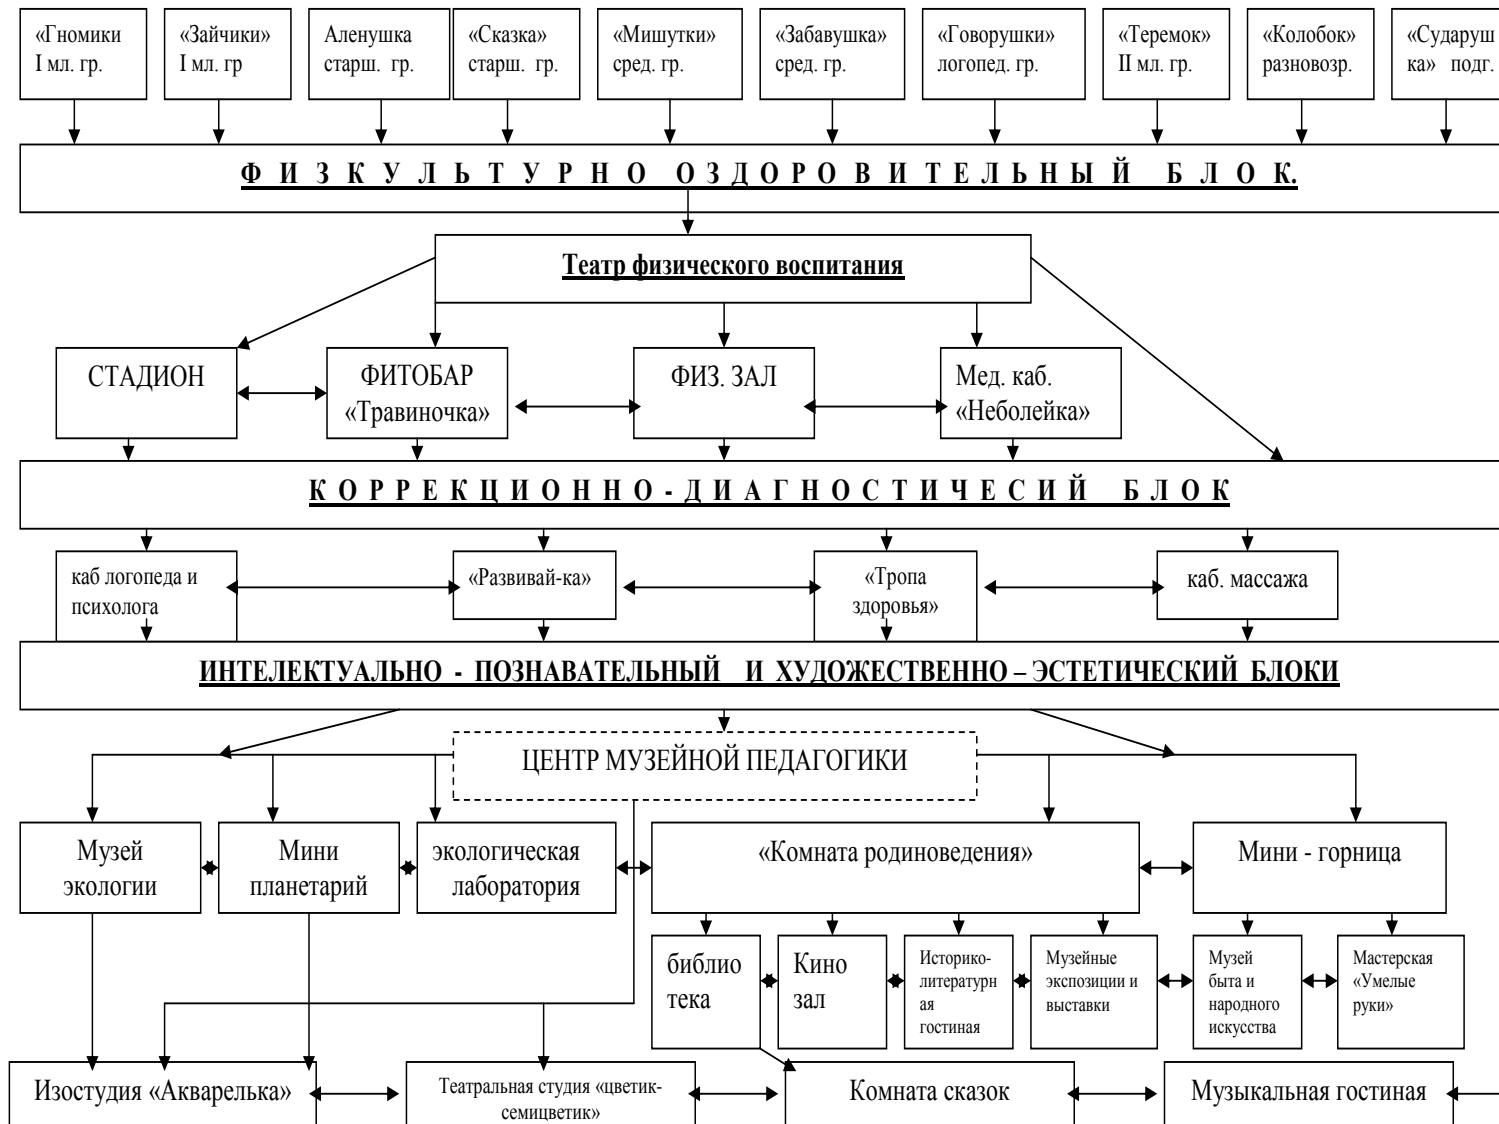 «Гномики
I мл. гр.
«Зайчики»
I мл. гр
Аленушка
старш. гр.
«Сказка»
старш. гр.
«Мишутки»
сред. гр.
«Забавушка»
сред. гр.
«Говорушки»
логопед. гр.
«Теремок»
II мл. гр.
«Колобок»
разновозр.
«Сударуш
ка» подг.
Ф И З К У Л Ь Т У Р Н О О З Д О Р О В И Т Е Л Ь Н Ы Й Б Л О К.
Театр физического воспитания
СТАДИОН
ФИТОБАР
«Травиночка»
ФИЗ. ЗАЛ
Мед. каб.
«Неболейка»
К О Р Р Е К Ц И О Н Н О - Д И А Г Н О С Т И Ч Е С И Й Б Л О К
каб логопеда и
психолога
«Развивай-ка»
«Тропа
здоровья»
каб. массажа
ИНТЕЛЕКТУАЛЬНО - ПОЗНАВАТЕЛЬНЫЙ И ХУДОЖЕСТВЕННО – ЭСТЕТИЧЕСКИЙ БЛОКИ
ЦЕНТР МУЗЕЙНОЙ ПЕДАГОГИКИ
Музей
экологии
Мини
планетарий
экологическая
лаборатория
«Комната родиноведения»
Мини - горница
библио
тека
Кино
зал
Историко-
литературн
ая
гостиная
Музейные
экспозиции и
выставки
Музей
быта и
народного
искусства
Мастерская
«Умелые
руки»
Изостудия «Акварелька»
Театральная студия «цветик-
семицветик»
Комната сказок
Музыкальная гостиная